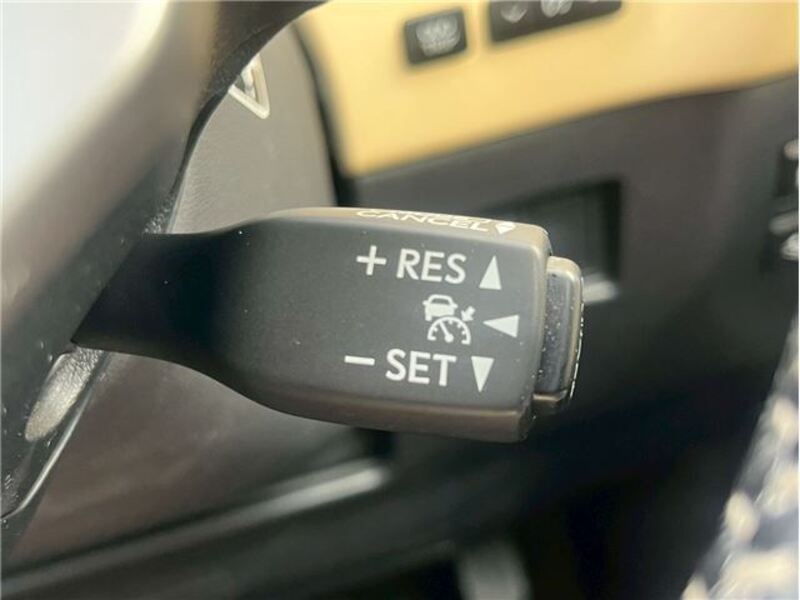 CANCEL
+ RES
- SET